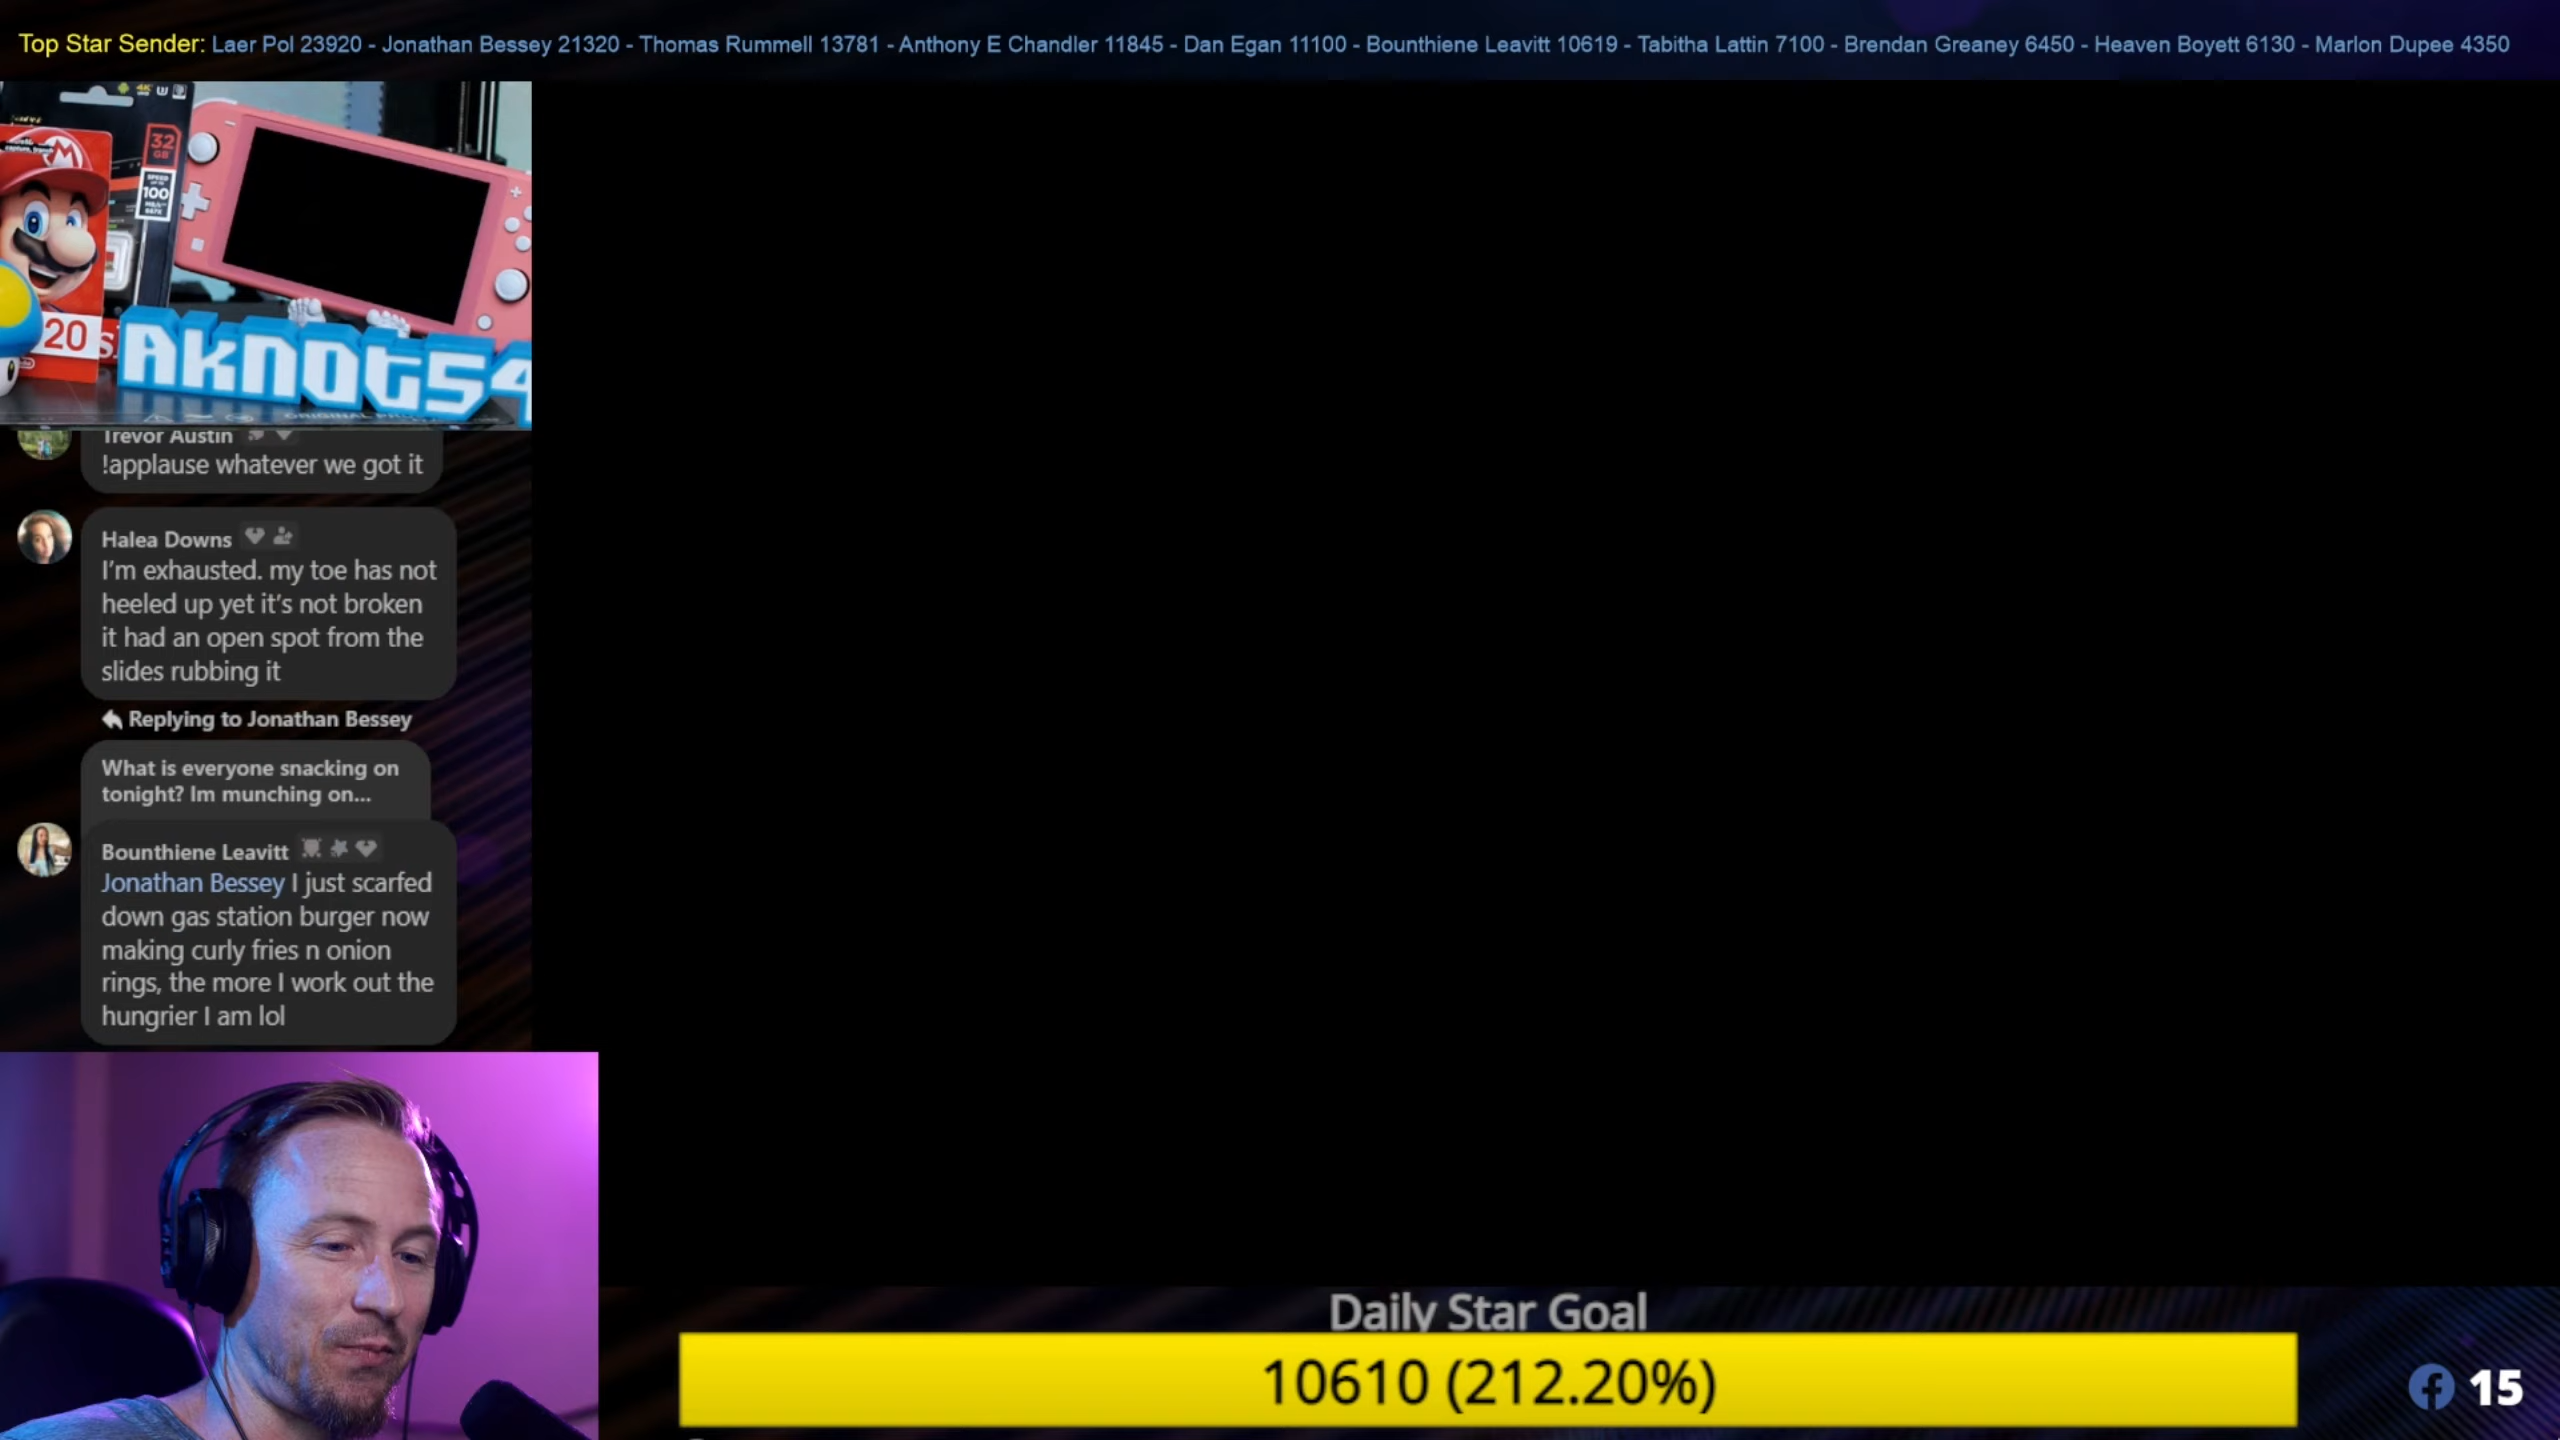 Top Star Sender: Laer Pol 23920 - Jonathan Bessey 21320 - Thomas Rummell 13781 - Anthony E Chandler 11845 - Dan Egan 11100 - Bounthiene Leavitt 10619 - Tabitha Lattin 7100 - Brendan Greaney 6450 - Heaven Boyett 6130 - Marlon Dupee 4350
4K
32
GB
SPEED
100
MB/s
20
AKNOT54
ORIGINAL
Trevor Austin
!applause whatever we got it
Halea Downs
I'm exhausted. my toe has not
heeled up yet it's not broken
it had an open spot from the
slides rubbing it
Replying to Jonathan Bessey
What is everyone snacking on
tonight? Im munching on...
Bounthiene Leavitt
Jonathan Bessey I just scarfed
down gas station burger now
making curly fries n onion
rings, the more I work out the
hungrier I am lol
Daily Star Goal
10610 (212.20%)
15